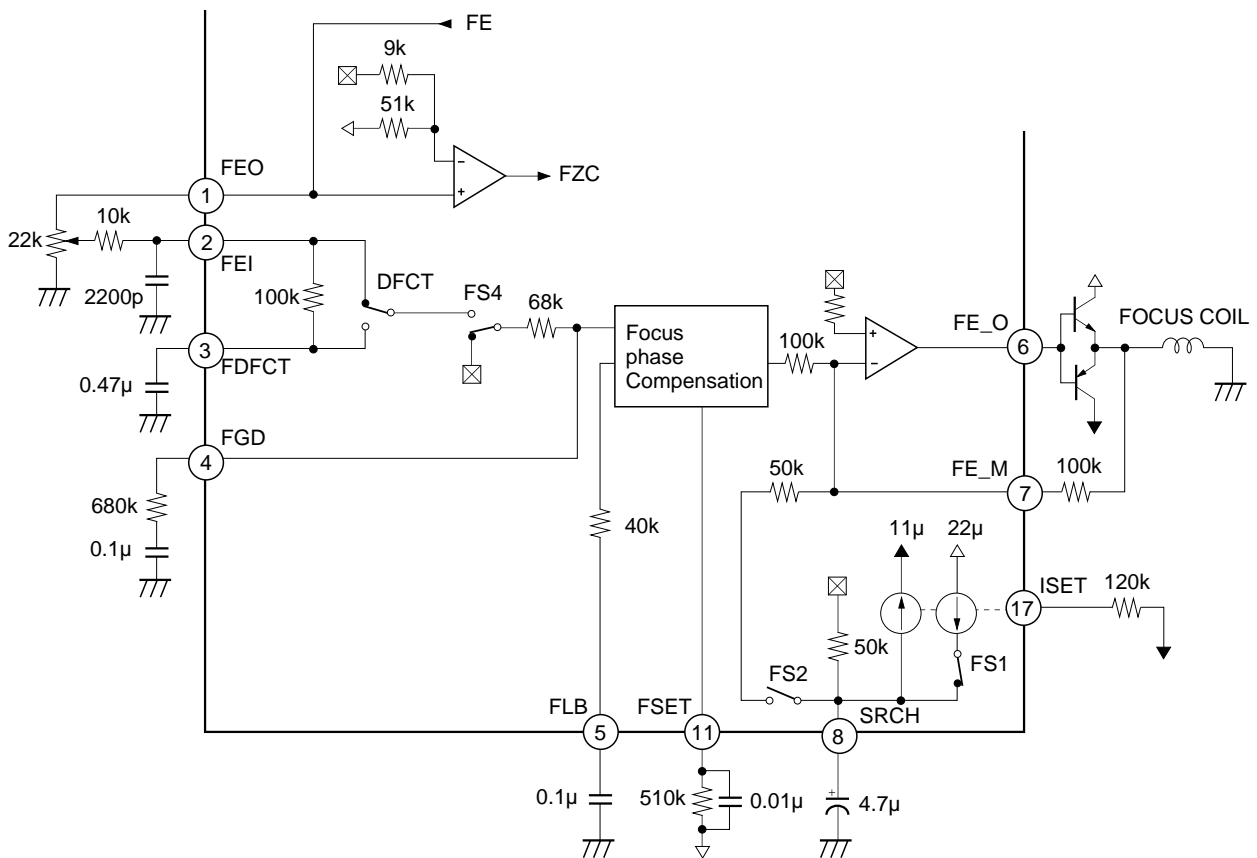 FE
9k
51k
FEO
1
FZC
10k
22k
2
FEI
2200p
100k
DFCT
FS4
68k
3
FDFCT
0.47µ
Focus
phase
Compensation
100k
FE_O
6
FOCUS COIL
FGD
4
680k
0.1µ
50k
FE_M
7
100k
40k
11µ
22µ
ISET
17
120k
50k
FS2
FS1
FLB
5
FSET
11
SRCH
8
0.1µ
510k
0.01µ
4.7µ